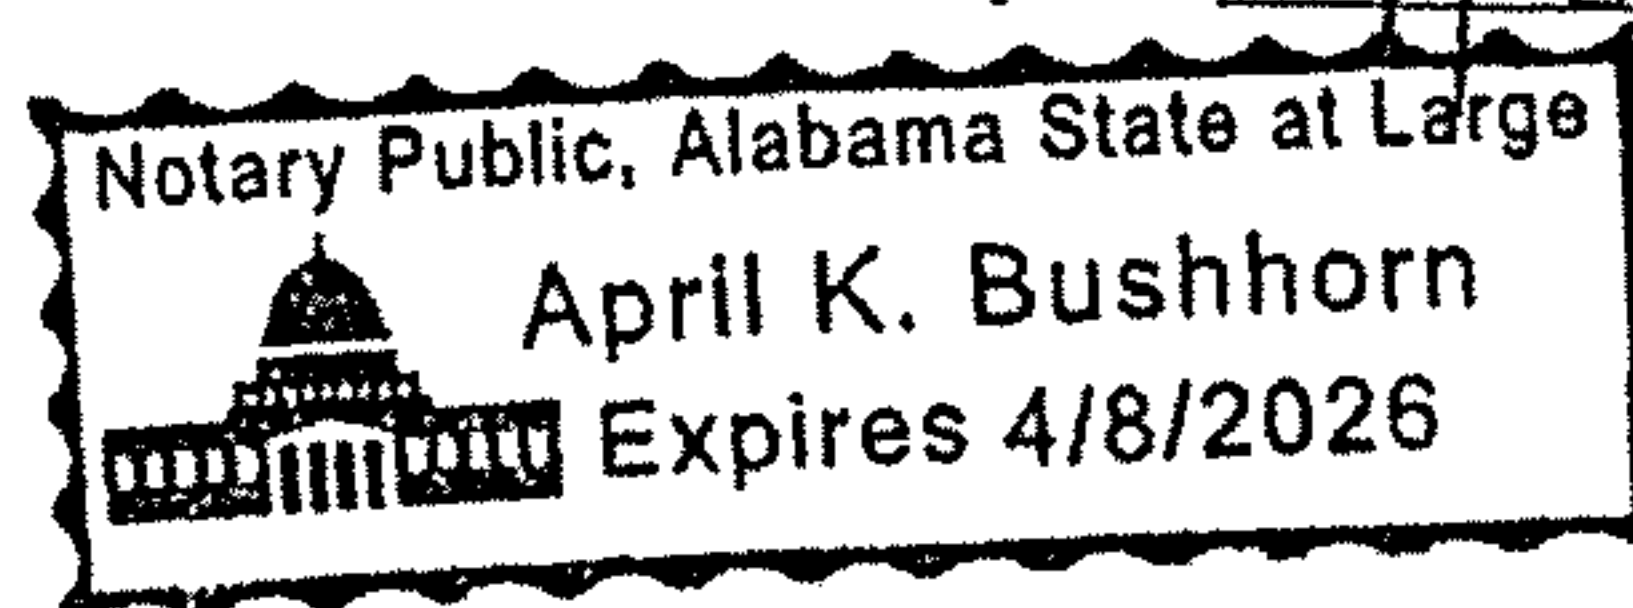 Notary Public, Alabama State at Large
April K. Bushhorn
Expires 4/8/2026